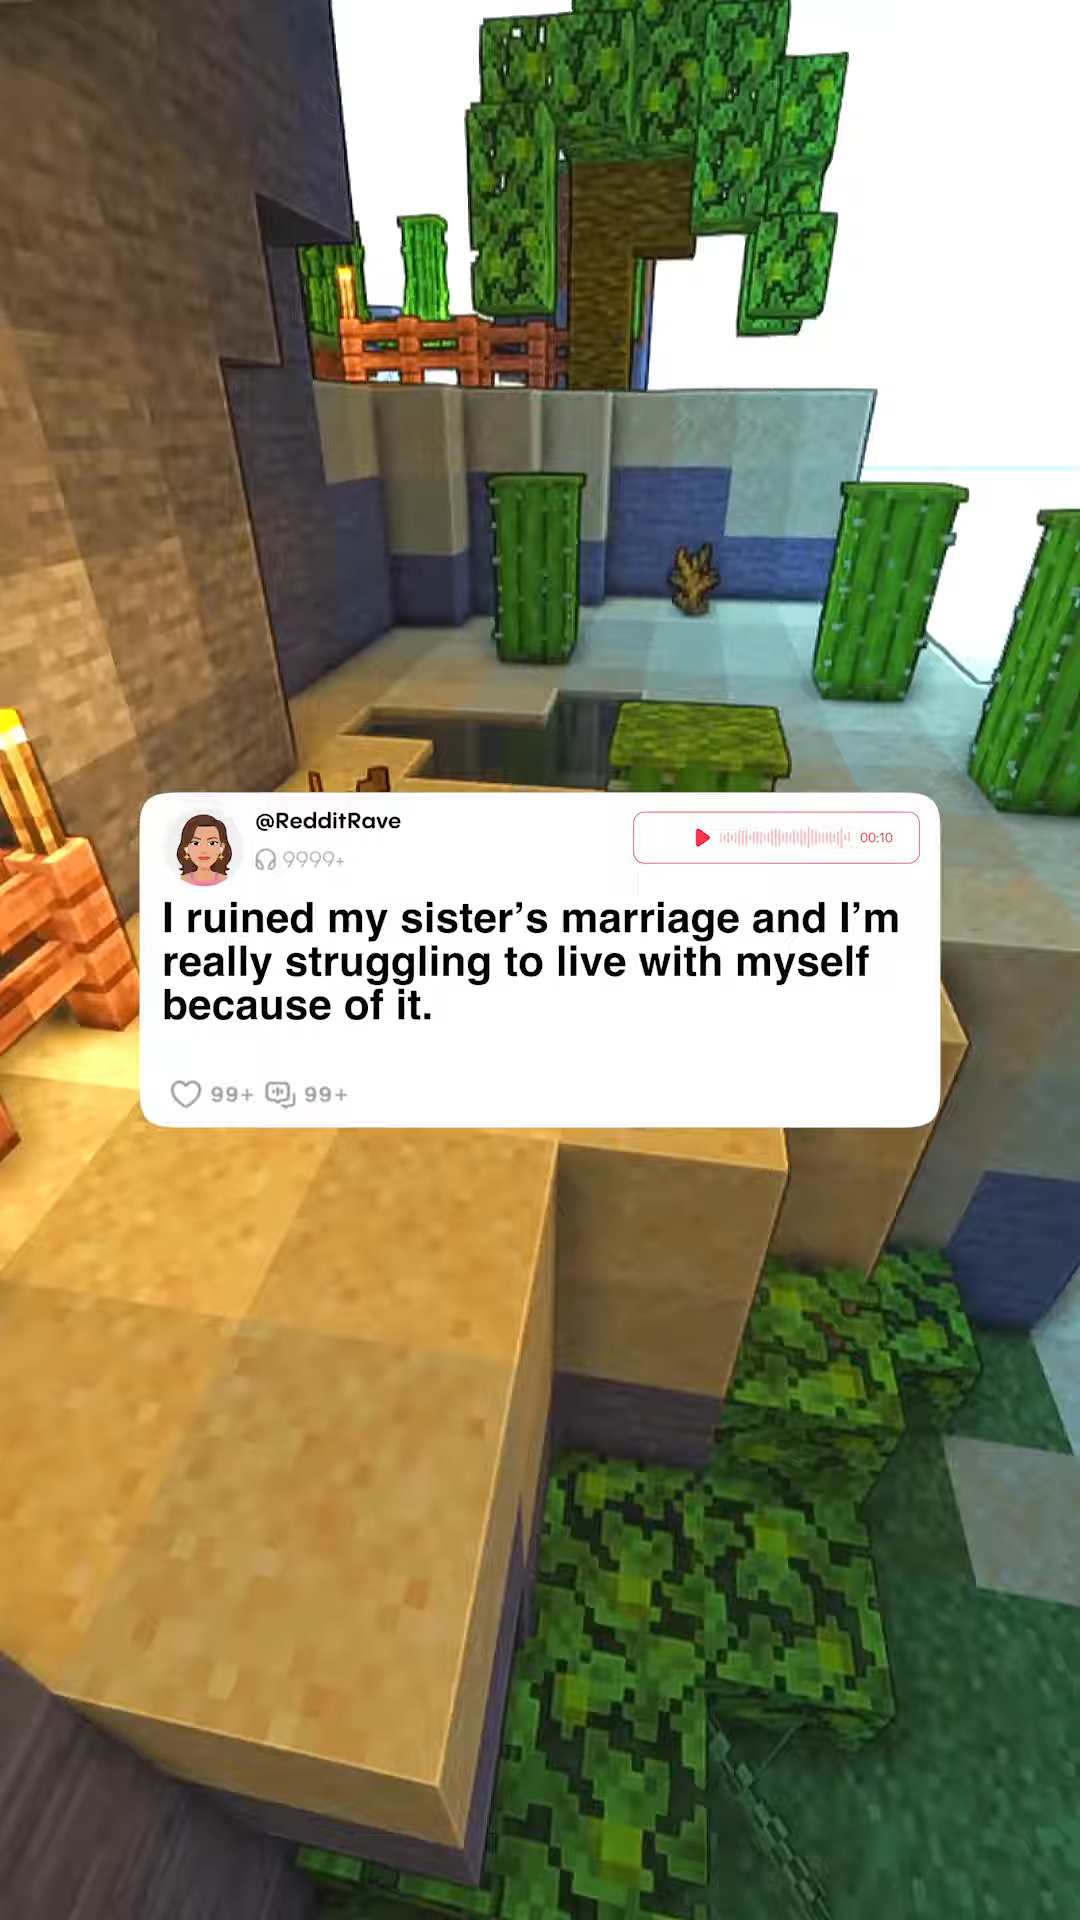 @RedditRave
9999+
00:10
I ruined my sister’s marriage and I’m
really struggling to live with myself
because of it.
99+ 99+